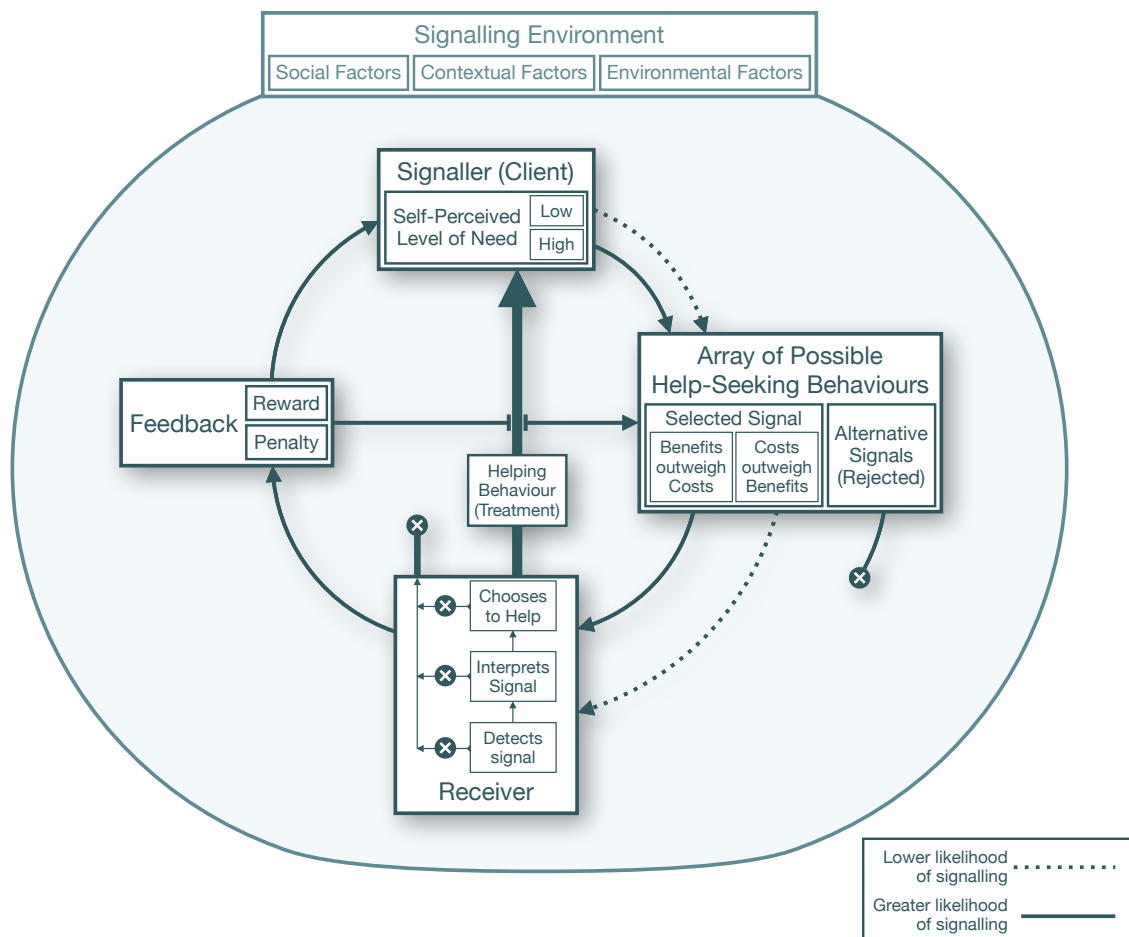 Signalling Environment
Social Factors
Contextual Factors
Environmental Factors
Signaller (Client)
Self-Perceived
Level of Need
Low
High
Array of Possible
Help-Seeking Behaviours
Selected Signal
Benefits
outweigh
Costs
Costs
outweigh
Benefits
Alternative
Signals
(Rejected)
Feedback
Reward
Penalty
Helping
Behaviour
(Treatment)
Chooses
to Help
Interprets
Signal
Detects
signal
Receiver
Lower likelihood
of signalling
Greater likelihood
of signalling